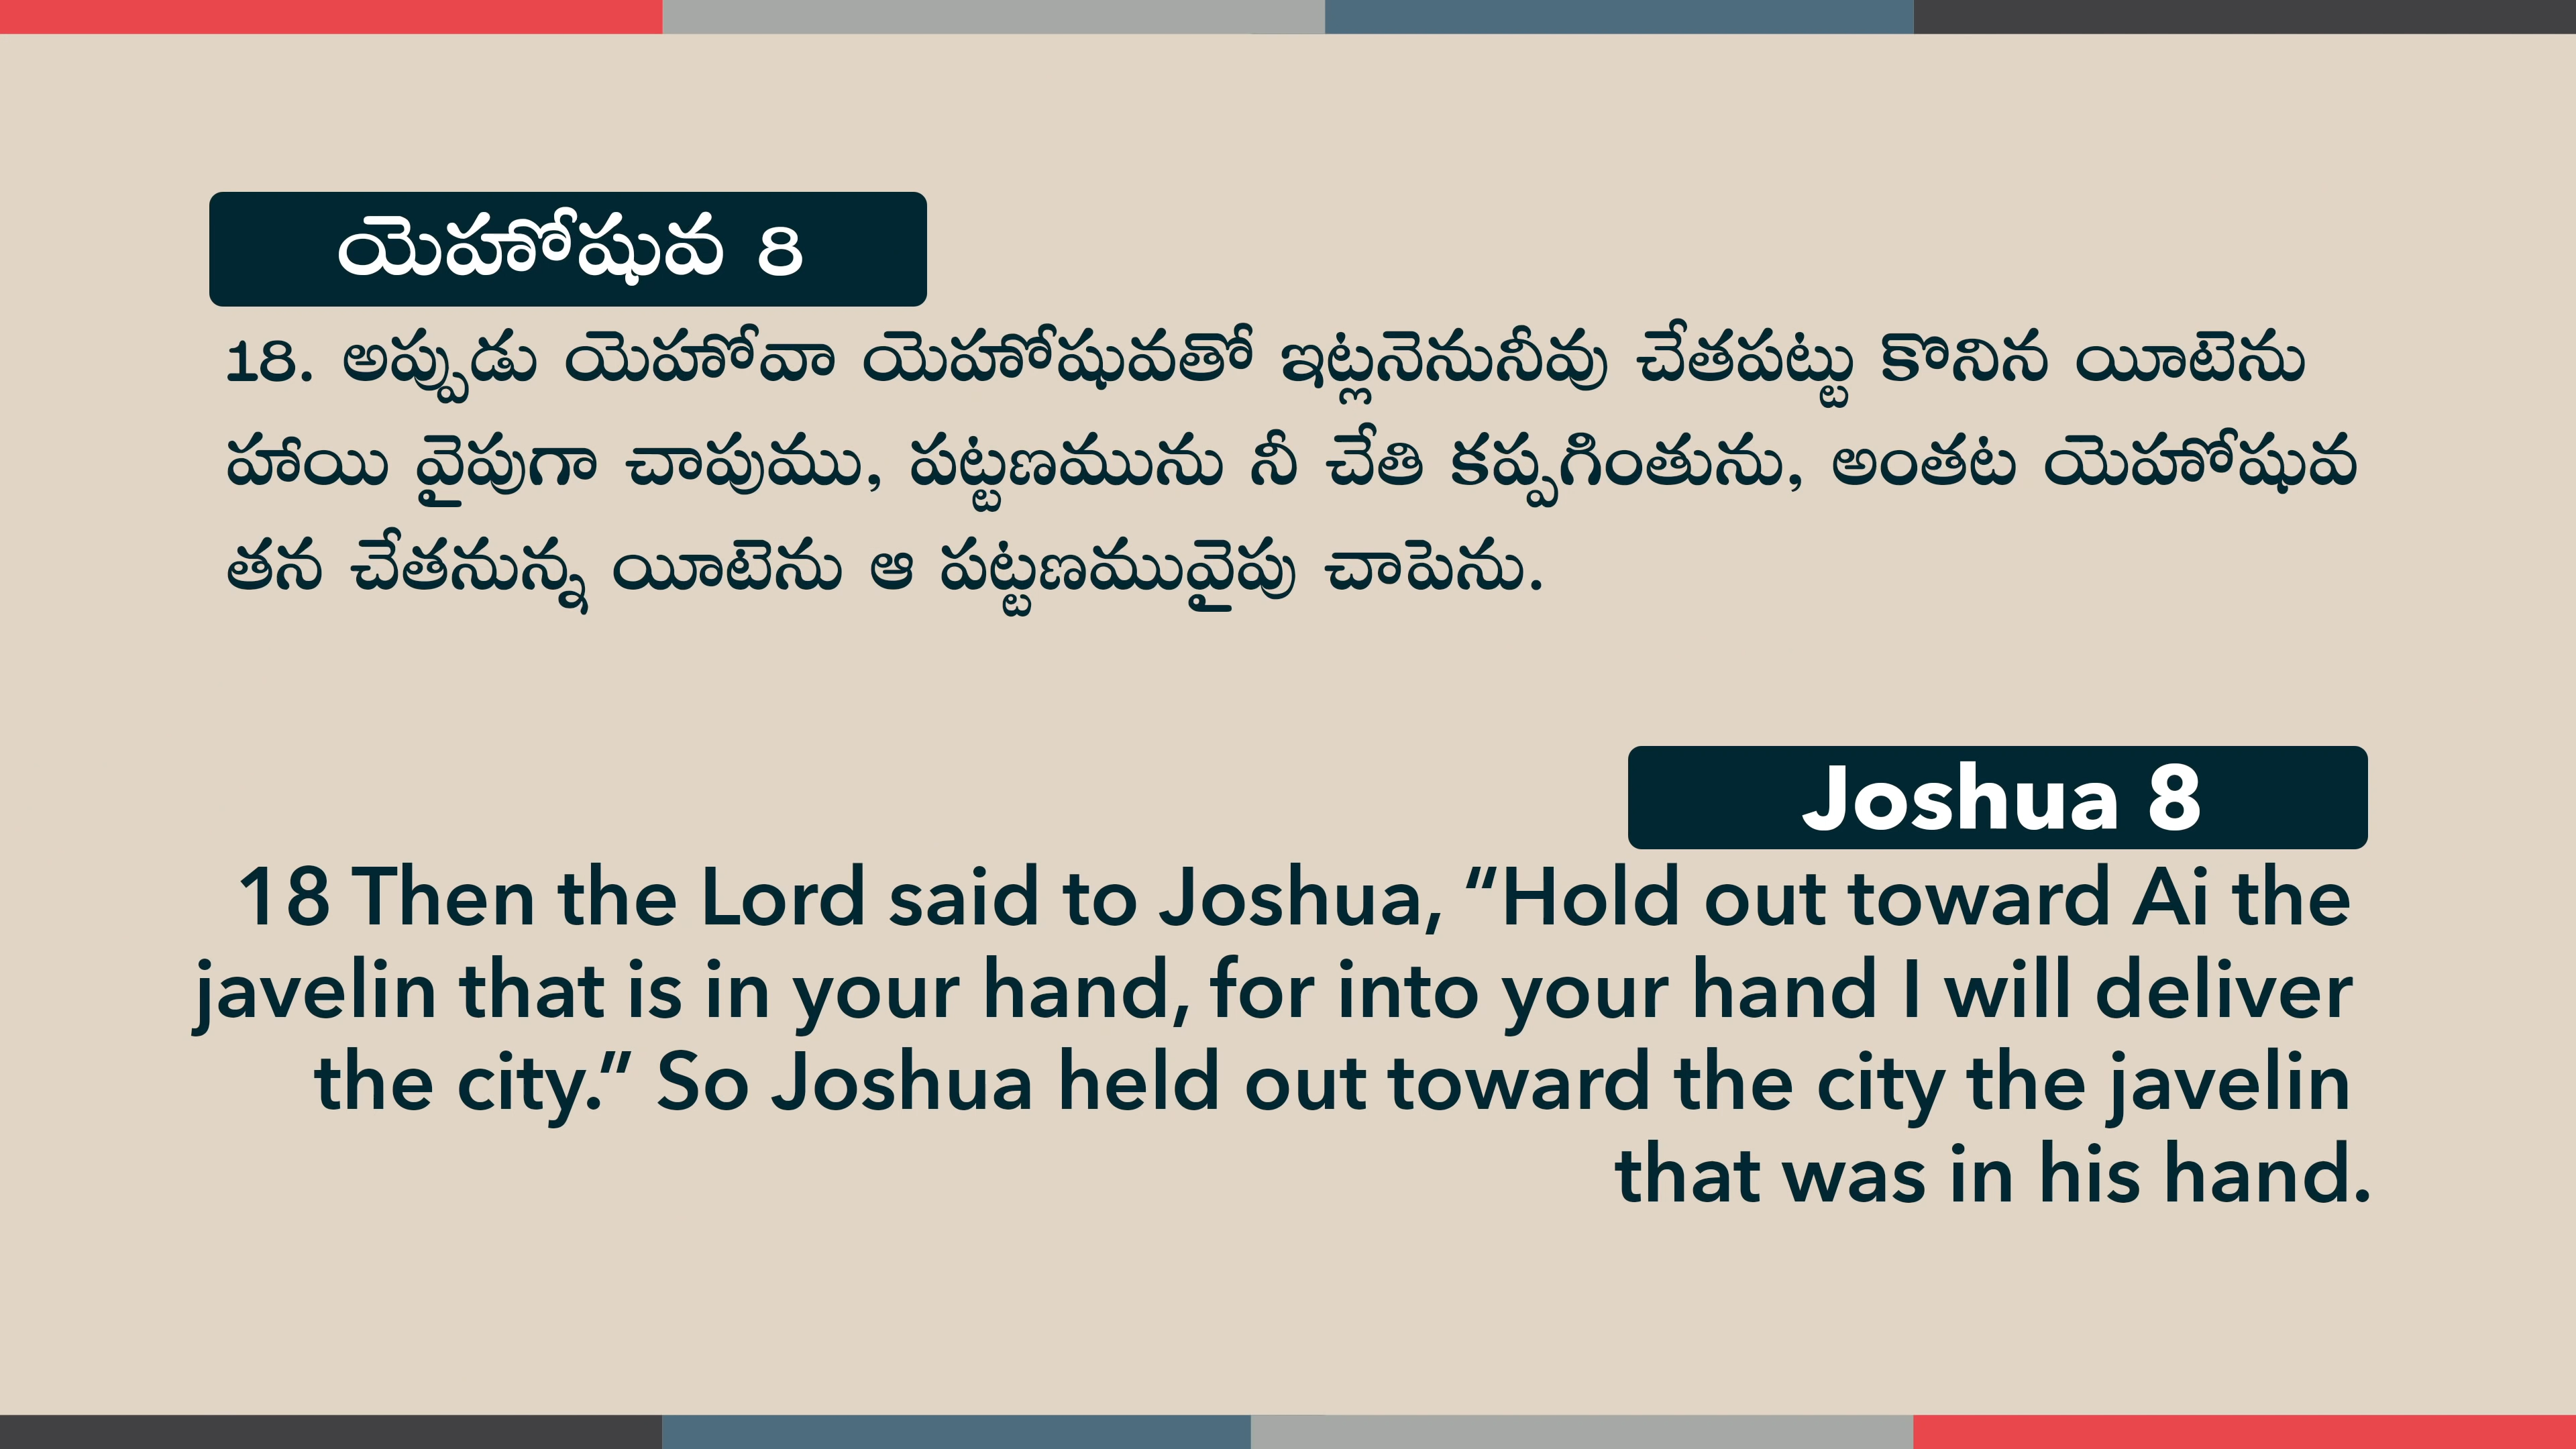 యెహోషువ 8
18. అప్పుడు యెహోవా యెహోషువతో ఇట్లనెనునీవు చేతపట్టు కొనిన యీటెను
హాయి వైపుగా చాపుము, పట్టణమును నీ చేతి కప్పగింతును, అంతట యెహోషువ
తన చేతనున్న యీటెను ఆ పట్టణమువైపు చాపెను.
Joshua 8
18 Then the Lord said to Joshua, “Hold out toward Ai the
javelin that is in your hand, for into your hand I will deliver
the city.” So Joshua held out toward the city the javelin
that was in his hand.